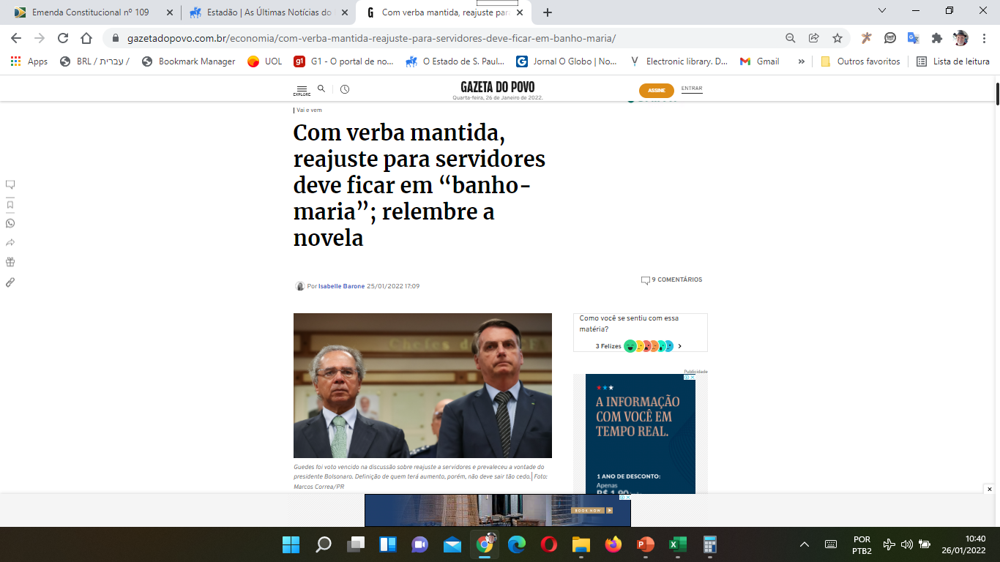 Emenda Constitucional nº 109
Estadão | As Últimas Notícias do
G Com verba mantida, reajuste par
gazetadopovo.com.br/economia/com-verba-mantida-reajuste-para-servidores-deve-ficar-em-banho-maria/
Apps
BRL / עברית /
Bookmark Manager
UOL
g1 G1 - O portal de no...
O Estado de S. Paul...
Jornal O Globo | No...
Electronic library. D...
Gmail
»
Outros favoritos
Lista de leitura
EXPLORE
GAZETA DO POVO
Quarta-feira, 26 de Janeiro de 2022.
ASSINE
ENTRAR
| Vai e vem
Com verba mantida,
reajuste para servidores
deve ficar em “banho-
maria”; relembre a
novela
Por Isabelle Barone 25/01/2022 17:09
9 COMENTÁRIOS
Como você se sentiu com essa
matéria?
3 Felizes
Publicidade
A INFORMAÇÃO
COM VOCÊ EM
TEMPO REAL.
1 ANO DE DESCONTO:
Apenas
R$ 1,90
Guedes foi voto vencido na discussão sobre reajuste a servidores e prevaleceu a vontade do
presidente Bolsonaro. Definição de quem terá aumento, porém, não deve sair tão cedo.| Foto:
Marcos Correa/PR
BOOK NOW
POR
PTB2
10:40
26/01/2022